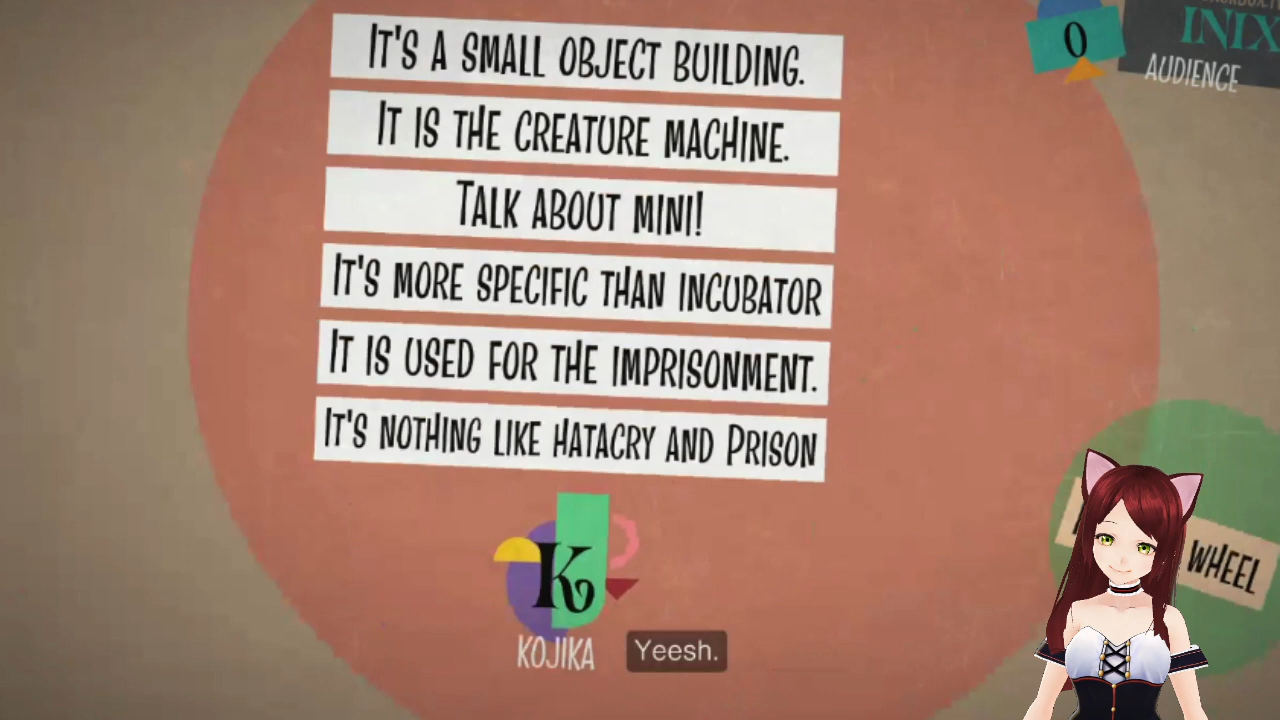 It's a small object building.
It is the creature machine.
Talk about mini!
It's more specific than incubator
It is used for the imprisonment.
It's nothing like hatacry and Prison
K
KOJIKA
Yeesh.
0
AUDIENCE
WHEEL